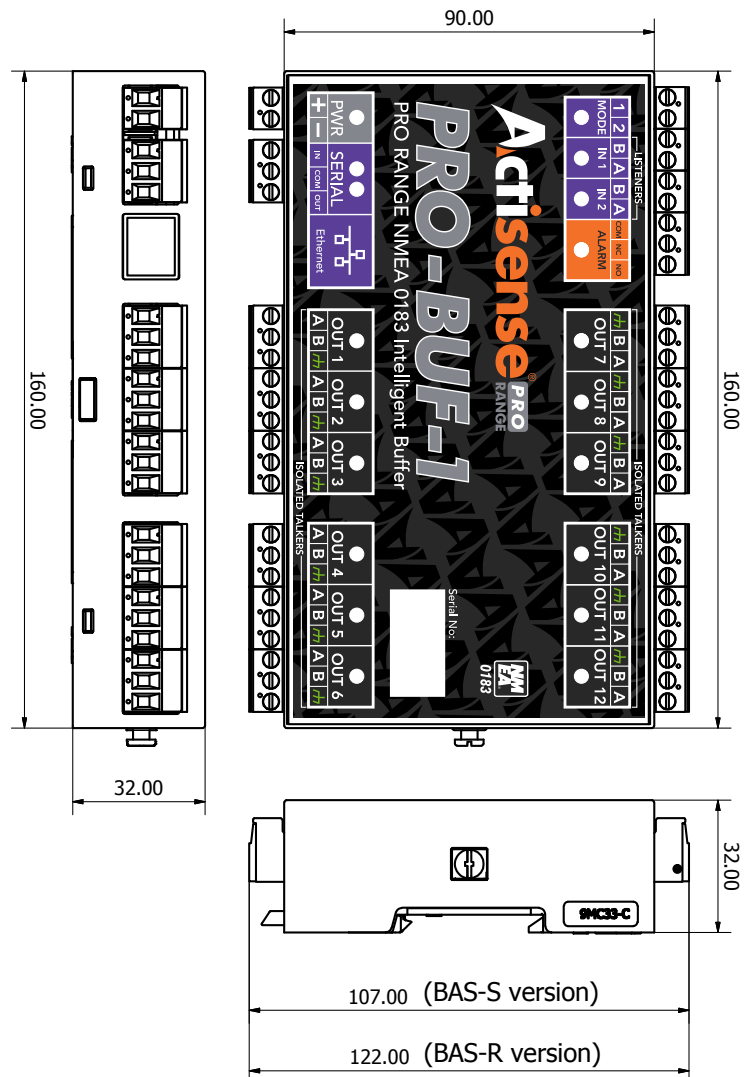 90.00
160.00
160.00
32.00
32.00
107.00 (BAS-S version)
122.00 (BAS-R version)
9MC33-C
1 2 B A B A COM NC NO
MODE IN 1 IN 2 ALARM
LISTENERS
B A B A B A
OUT 7 OUT 8 OUT 9
B A B A B A
OUT 10 OUT 11 OUT 12
ISOLATED TALKERS
Actisense® PRO
RANGE
NMEA
0183
PRO-BUF-1
PRO RANGE NMEA 0183 Intelligent Buffer
Serial No:
PWR SERIAL Ethernet
+ − IN COM OUT
OUT 1 OUT 2 OUT 3
A B A B A B
OUT 4 OUT 5 OUT 6
A B A B A B
ISOLATED TALKERS